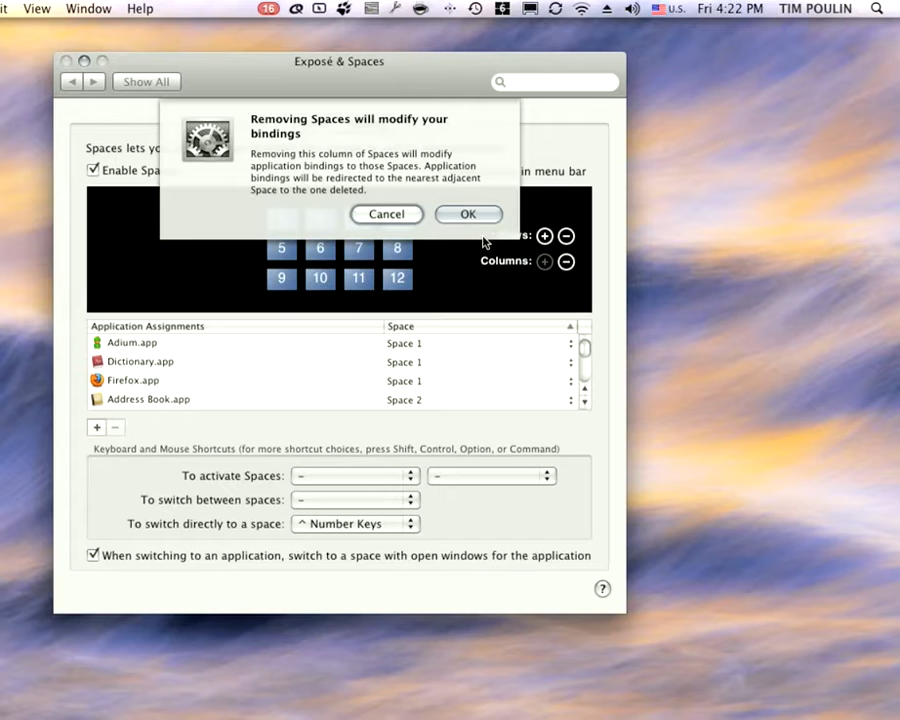 it View Window Help 16 6 U.S. Fri 4:22 PM TIM POULIN
Exposé & Spaces
Show All
Removing Spaces will modify your
bindings
Removing this column of Spaces will modify
application bindings to those Spaces. Application
bindings will be redirected to the nearest adjacent
Space to the one deleted.
Cancel OK
Spaces lets yo
Enable Spa
in menu bar
5 6 7 8
9 10 11 12
Columns:
Application Assignments Space
Adium.app Space 1
Dictionary.app Space 1
Firefox.app Space 1
Address Book.app Space 2
+ −
Keyboard and Mouse Shortcuts (for more shortcut choices, press Shift, Control, Option, or Command)
To activate Spaces: – –
To switch between spaces: –
To switch directly to a space: ^ Number Keys
When switching to an application, switch to a space with open windows for the application
?